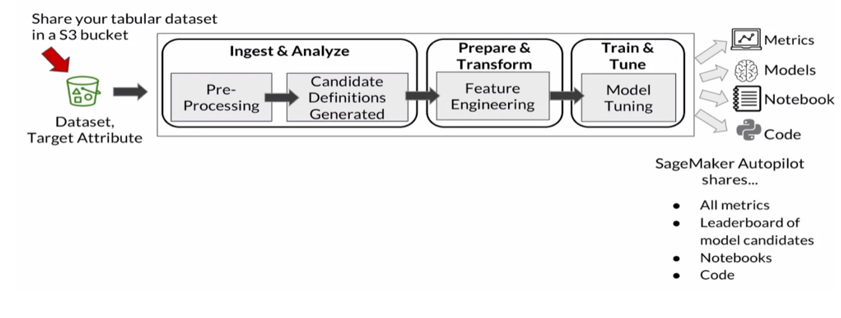 Share your tabular dataset
in a S3 bucket
Dataset,
Target Attribute
Ingest & Analyze
Pre-
Processing
Candidate
Definitions
Generated
Prepare &
Transform
Feature
Engineering
Train &
Tune
Model
Tuning
Metrics
Models
Notebook
Code
SageMaker Autopilot
shares...
● All metrics
● Leaderboard of
model candidates
● Notebooks
● Code